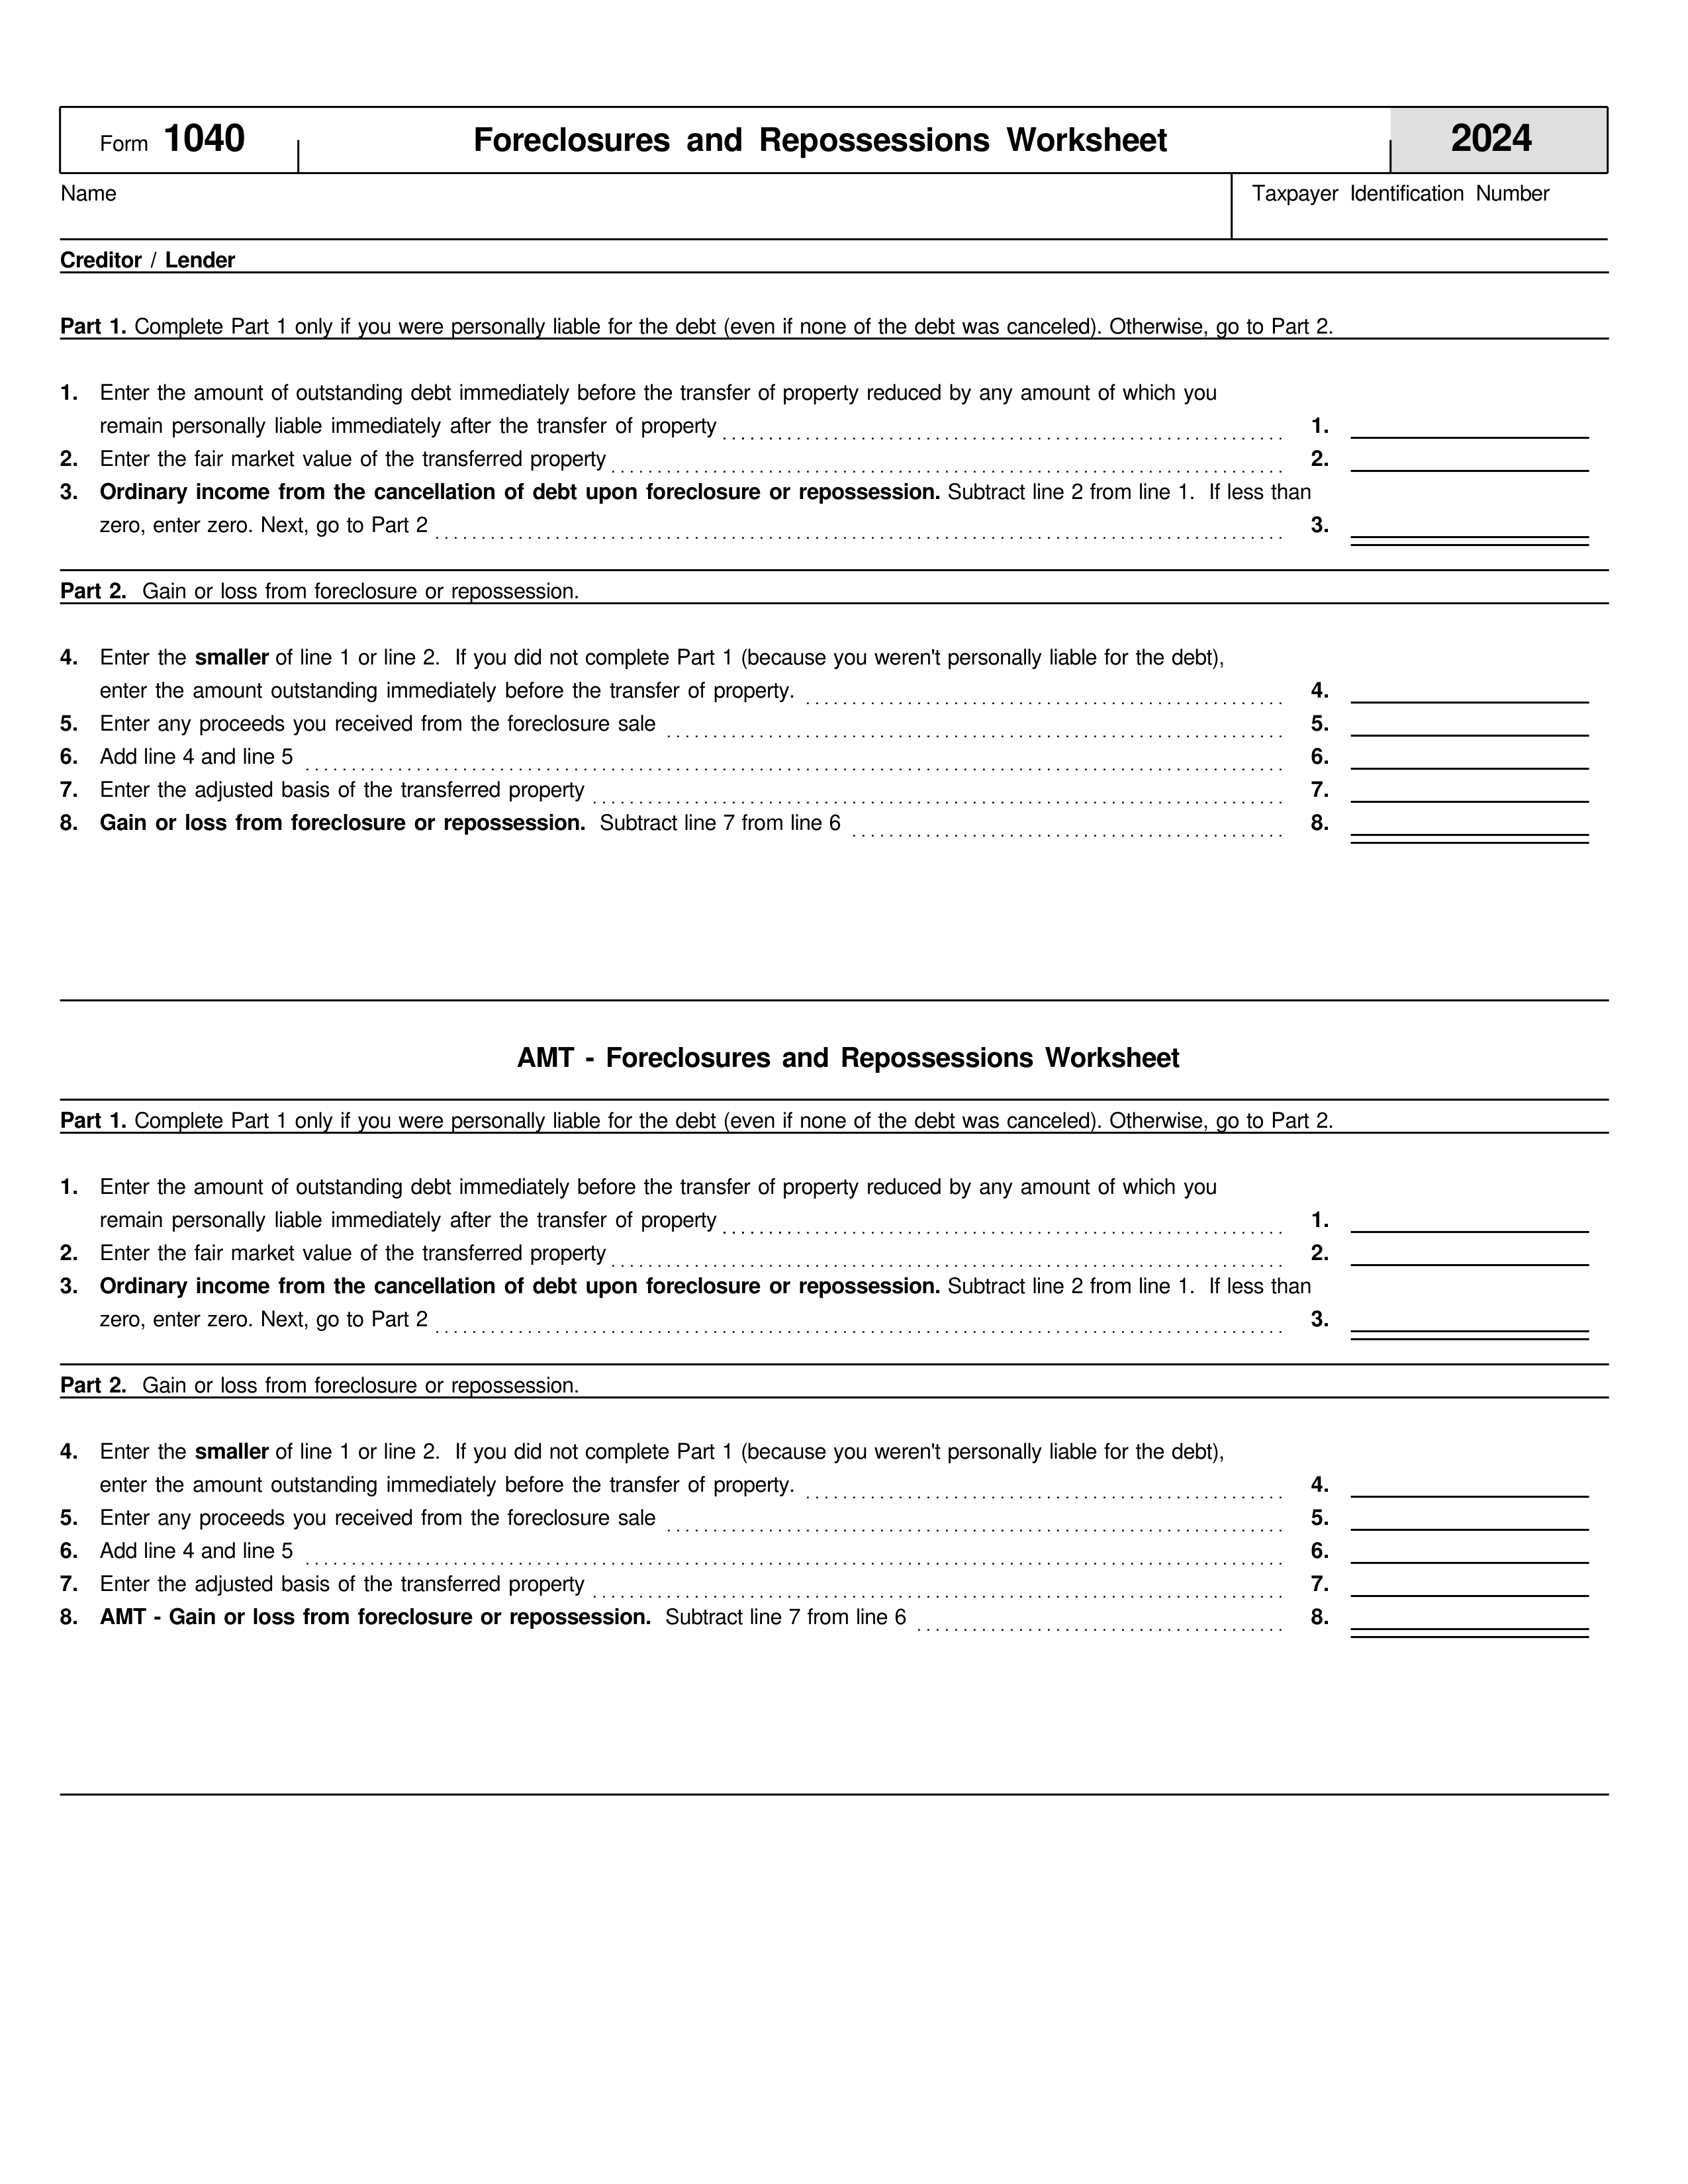 Form 1040 Foreclosures and Repossessions Worksheet 2024
Name Taxpayer Identification Number
Creditor / Lender
Part 1. Complete Part 1 only if you were personally liable for the debt (even if none of the debt was canceled). Otherwise, go to Part 2.
1. Enter the amount of outstanding debt immediately before the transfer of property reduced by any amount of which you
remain personally liable immediately after the transfer of property 1.
2. Enter the fair market value of the transferred property 2.
3. Ordinary income from the cancellation of debt upon foreclosure or repossession. Subtract line 2 from line 1. If less than
zero, enter zero. Next, go to Part 2 3.
Part 2. Gain or loss from foreclosure or repossession.
4. Enter the smaller of line 1 or line 2. If you did not complete Part 1 (because you weren't personally liable for the debt),
enter the amount outstanding immediately before the transfer of property. 4.
5. Enter any proceeds you received from the foreclosure sale 5.
6. Add line 4 and line 5 6.
7. Enter the adjusted basis of the transferred property 7.
8. Gain or loss from foreclosure or repossession. Subtract line 7 from line 6 8.
AMT - Foreclosures and Repossessions Worksheet
Part 1. Complete Part 1 only if you were personally liable for the debt (even if none of the debt was canceled). Otherwise, go to Part 2.
1. Enter the amount of outstanding debt immediately before the transfer of property reduced by any amount of which you
remain personally liable immediately after the transfer of property 1.
2. Enter the fair market value of the transferred property 2.
3. Ordinary income from the cancellation of debt upon foreclosure or repossession. Subtract line 2 from line 1. If less than
zero, enter zero. Next, go to Part 2 3.
Part 2. Gain or loss from foreclosure or repossession.
4. Enter the smaller of line 1 or line 2. If you did not complete Part 1 (because you weren't personally liable for the debt),
enter the amount outstanding immediately before the transfer of property. 4.
5. Enter any proceeds you received from the foreclosure sale 5.
6. Add line 4 and line 5 6.
7. Enter the adjusted basis of the transferred property 7.
8. AMT - Gain or loss from foreclosure or repossession. Subtract line 7 from line 6 8.